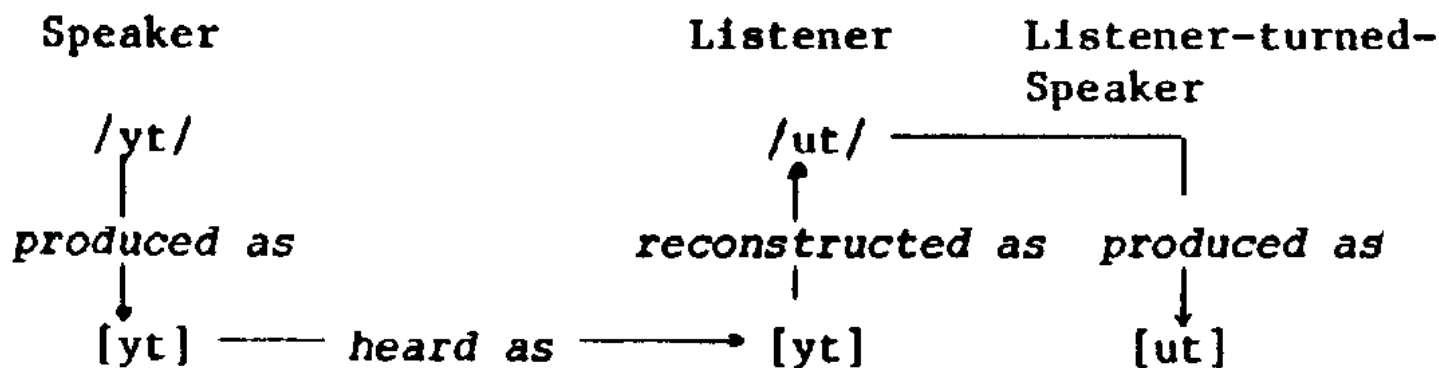 Speaker Listener Listener-turned-
Speaker
/yt/ /ut/
produced as reconstructed as produced as
[yt] heard as [yt] [ut]